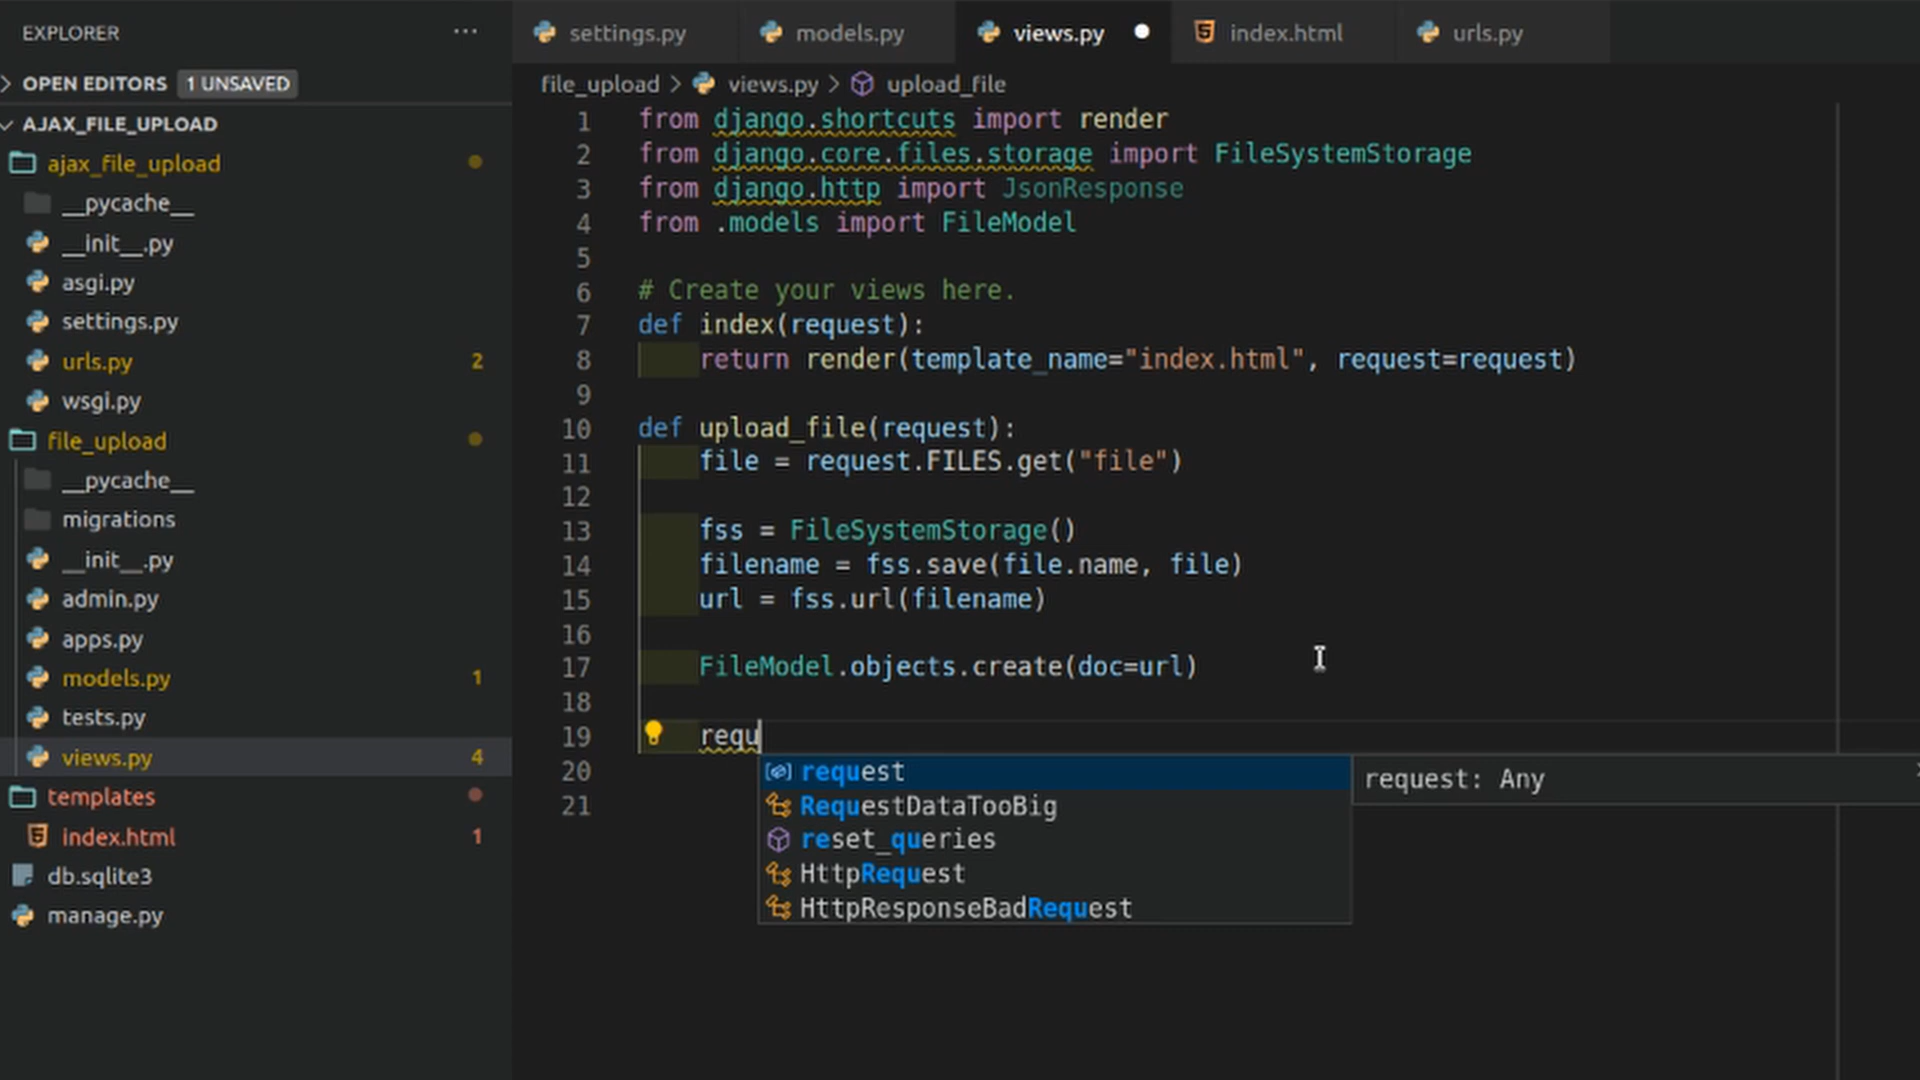 EXPLORER
OPEN EDITORS 1 UNSAVED
AJAX_FILE_UPLOAD
ajax_file_upload
__pycache__
__init__.py
asgi.py
settings.py
urls.py 2
wsgi.py
file_upload
__pycache__
migrations
__init__.py
admin.py
apps.py
models.py 1
tests.py
views.py 4
templates
index.html 1
db.sqlite3
manage.py
settings.py models.py views.py index.html urls.py
file_upload > views.py > upload_file
1 from django.shortcuts import render
2 from django.core.files.storage import FileSystemStorage
3 from django.http import JsonResponse
4 from .models import FileModel
5
6 # Create your views here.
7 def index(request):
8 return render(template_name="index.html", request=request)
9
10 def upload_file(request):
11 file = request.FILES.get("file")
12
13 fss = FileSystemStorage()
14 filename = fss.save(file.name, file)
15 url = fss.url(filename)
16
17 FileModel.objects.create(doc=url)
18
19 requ
20
21
request
RequestDataTooBig
reset_queries
HttpRequest
HttpResponseBadRequest
request: Any